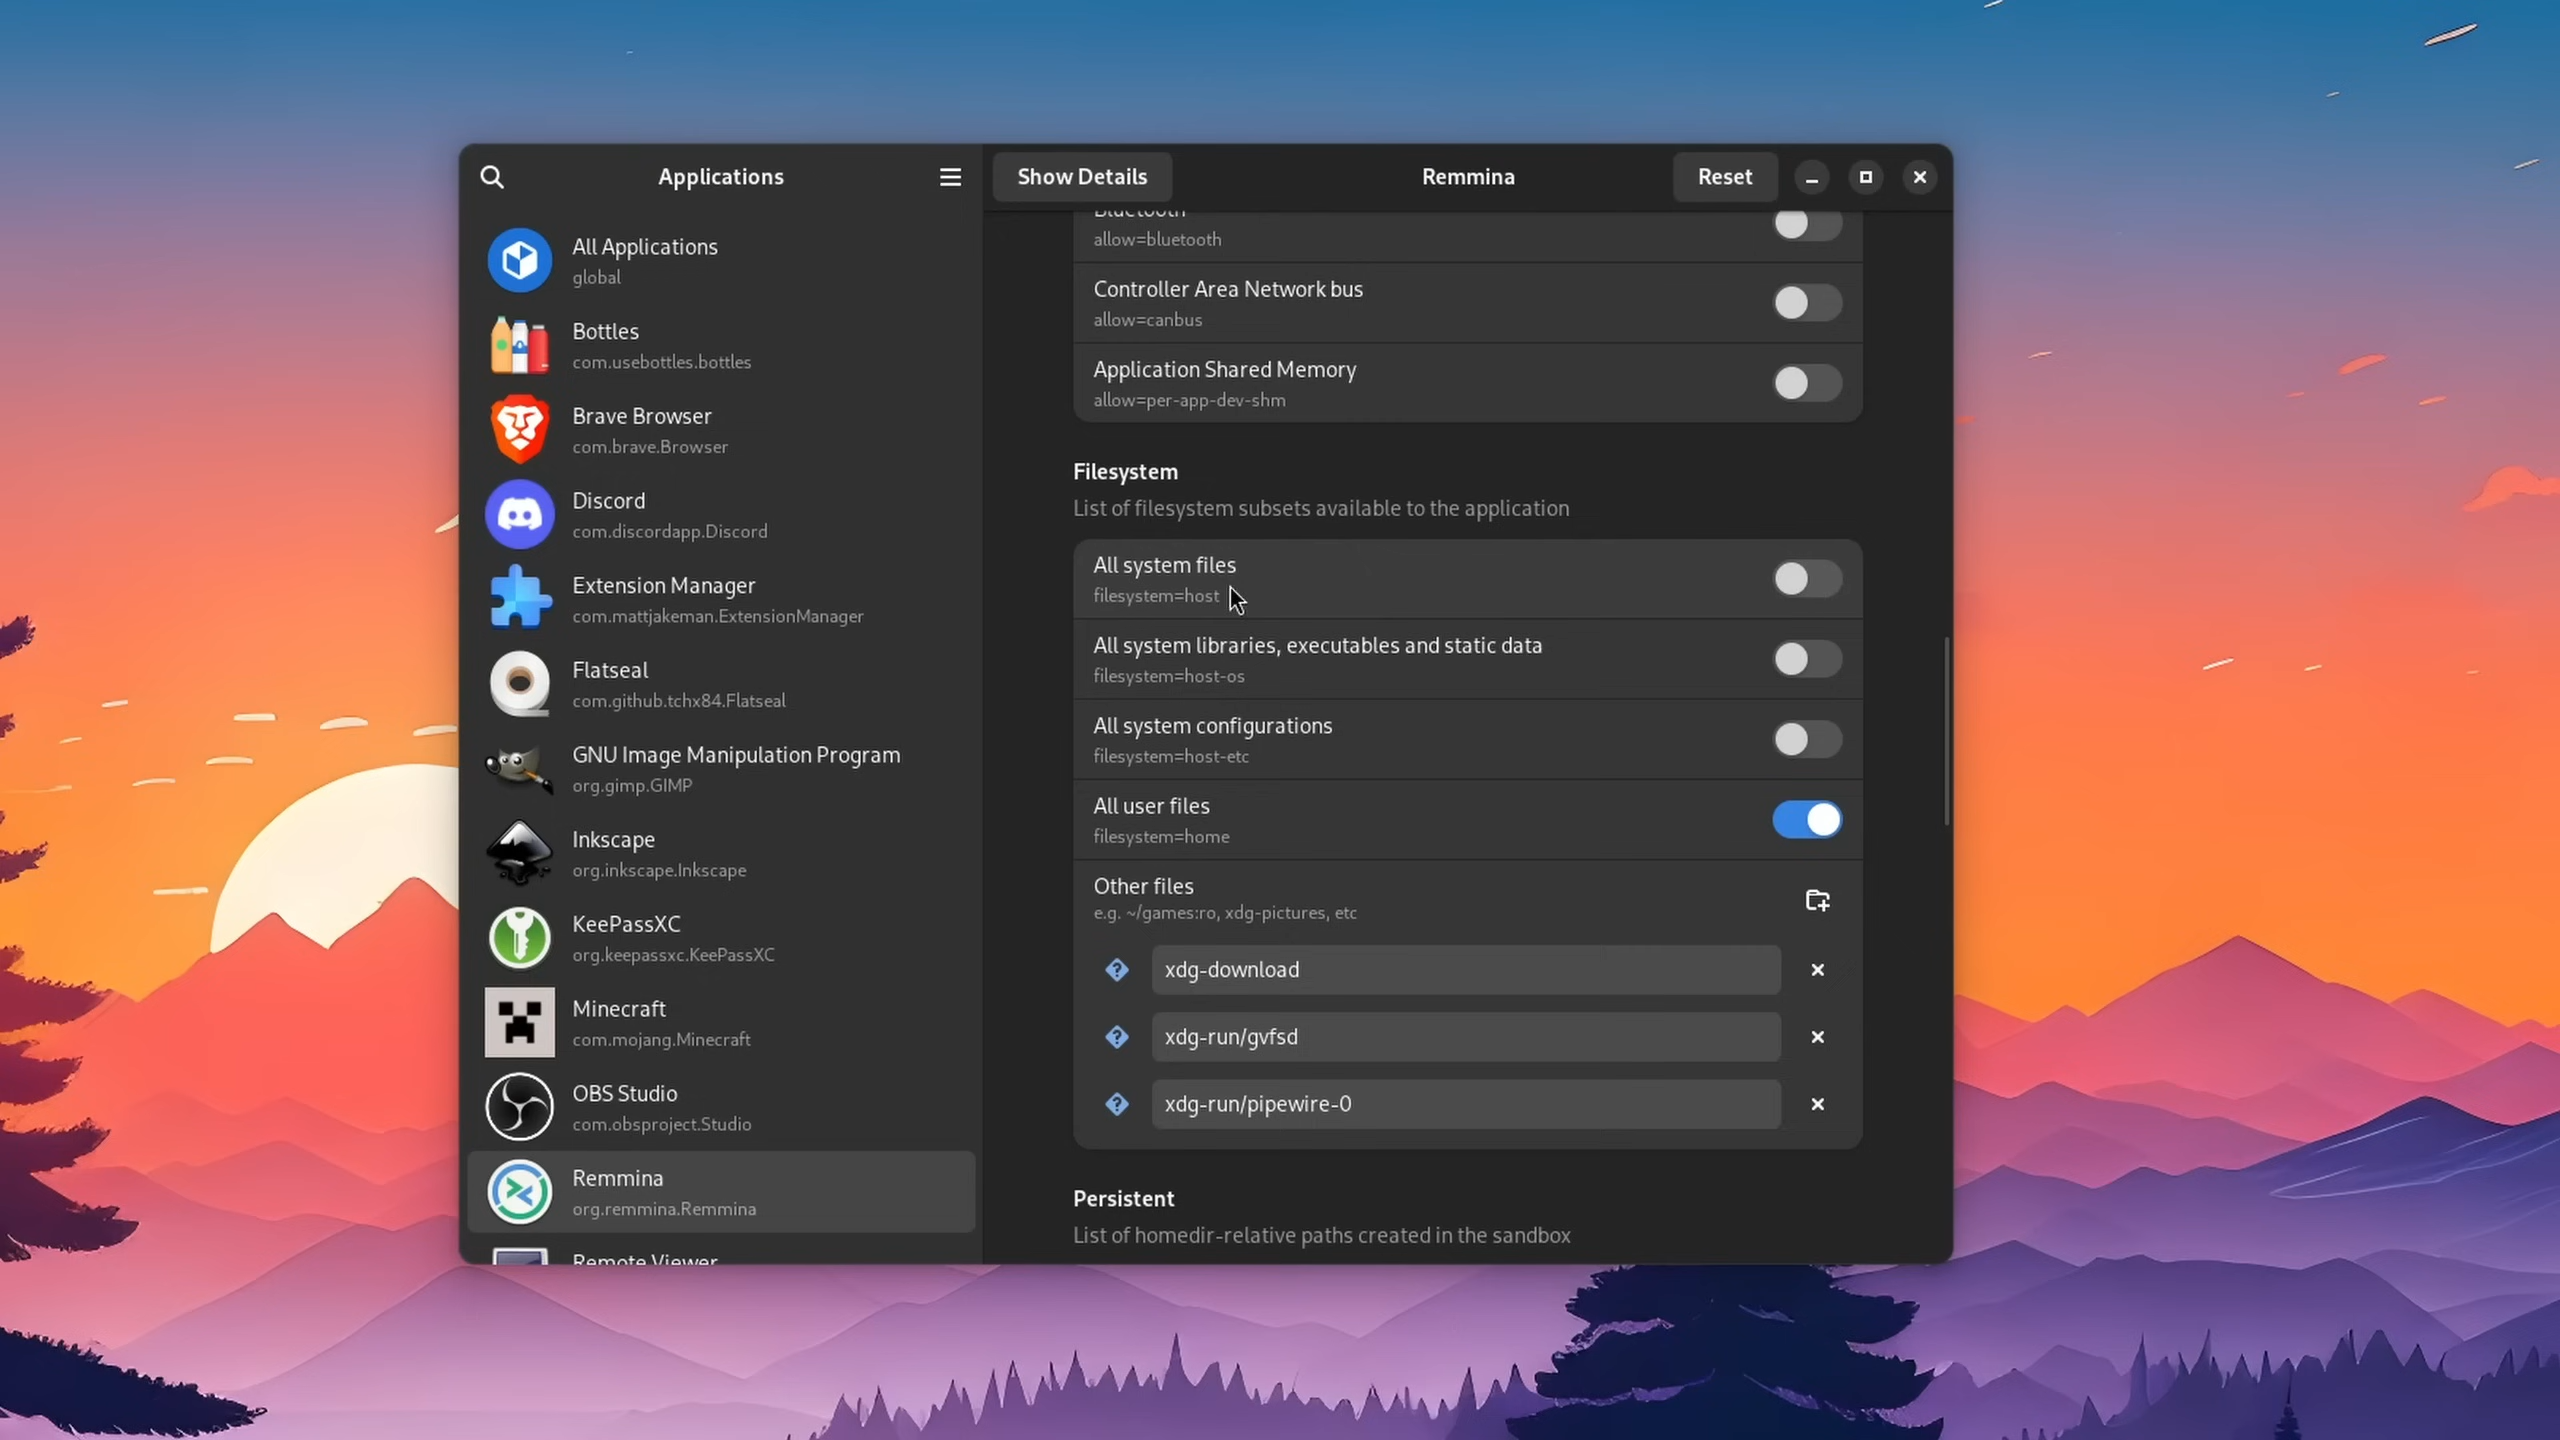 Applications
Show Details
Remmina
Reset
All Applications
global
Bottles
com.usebottles.bottles
Brave Browser
com.brave.Browser
Discord
com.discordapp.Discord
Extension Manager
com.mattjakeman.ExtensionManager
Flatseal
com.github.tchx84.Flatseal
GNU Image Manipulation Program
org.gimp.GIMP
Inkscape
org.inkscape.Inkscape
KeePassXC
org.keepassxc.KeePassXC
Minecraft
com.mojang.Minecraft
OBS Studio
com.obsproject.Studio
Remmina
org.remmina.Remmina
Remote Viewer
Bluetooth
allow=bluetooth
Controller Area Network bus
allow=canbus
Application Shared Memory
allow=per-app-dev-shm
Filesystem
List of filesystem subsets available to the application
All system files
filesystem=host
All system libraries, executables and static data
filesystem=host-os
All system configurations
filesystem=host-etc
All user files
filesystem=home
Other files
e.g. ~/games:ro, xdg-pictures, etc
xdg-download
xdg-run/gvfsd
xdg-run/pipewire-0
Persistent
List of homedir-relative paths created in the sandbox